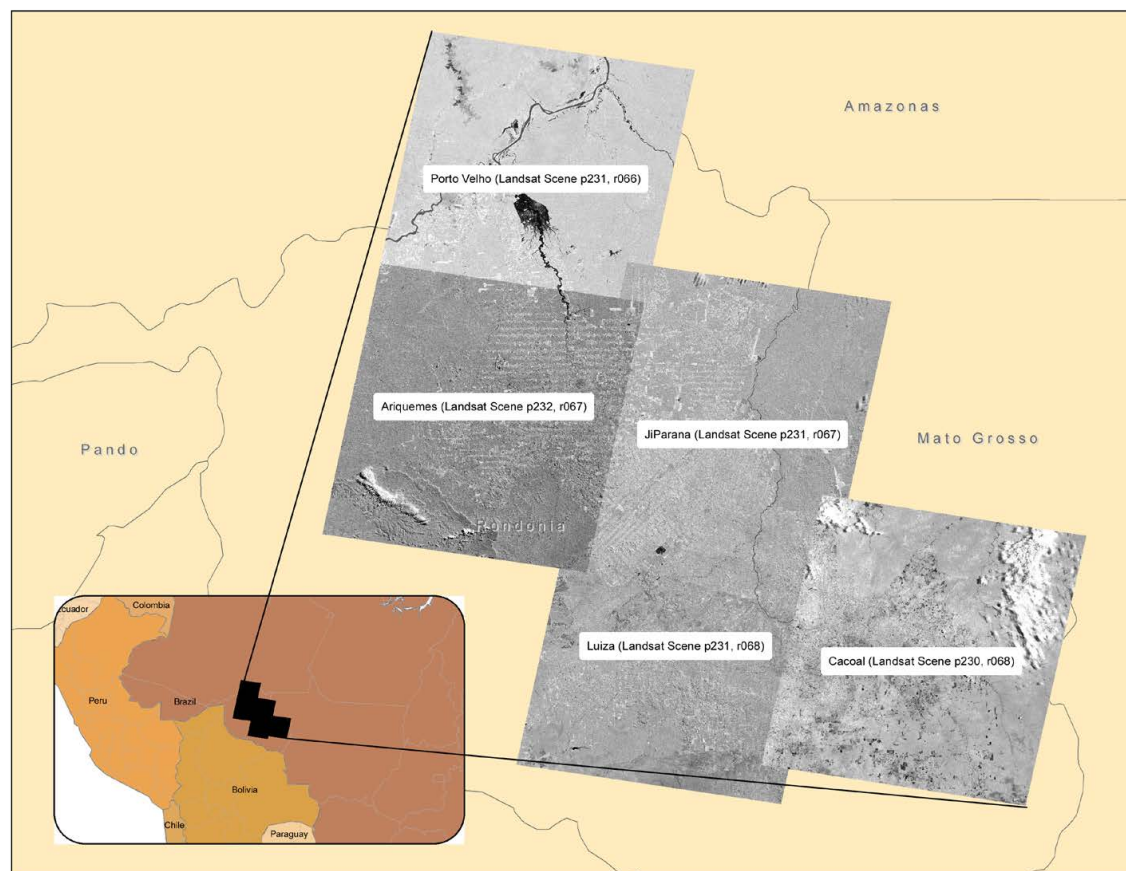 Amazonas
Porto Velho (Landsat Scene p231, r066)
Ariquemes (Landsat Scene p232, r067)
JiParana (Landsat Scene p231, r067)
Mato Grosso
Pando
Rondonia
Luiza (Landsat Scene p231, r068)
Cacoal (Landsat Scene p230, r068)
Ecuador
Colombia
Peru
Brazil
Bolivia
Chile
Paraguay